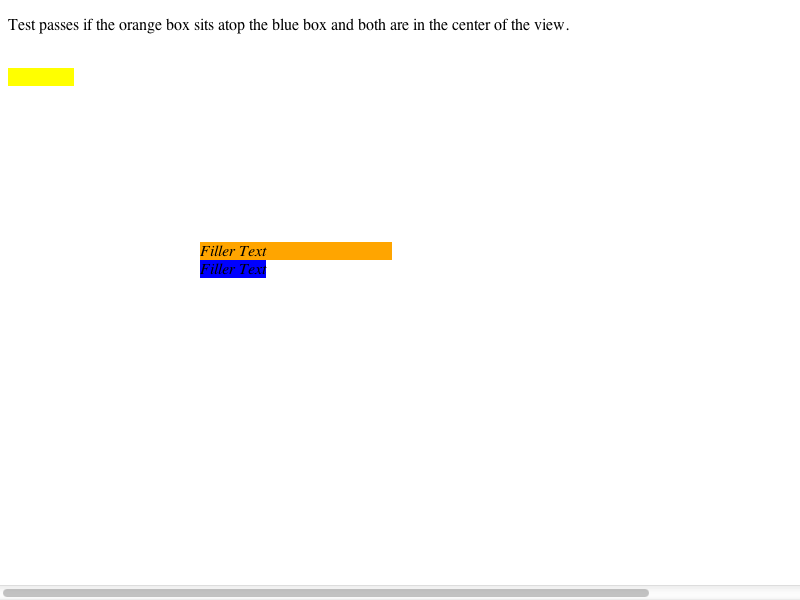 Test passes if the orange box sits atop the blue box and both are in the center of the view.
Filler Text
Filler Text